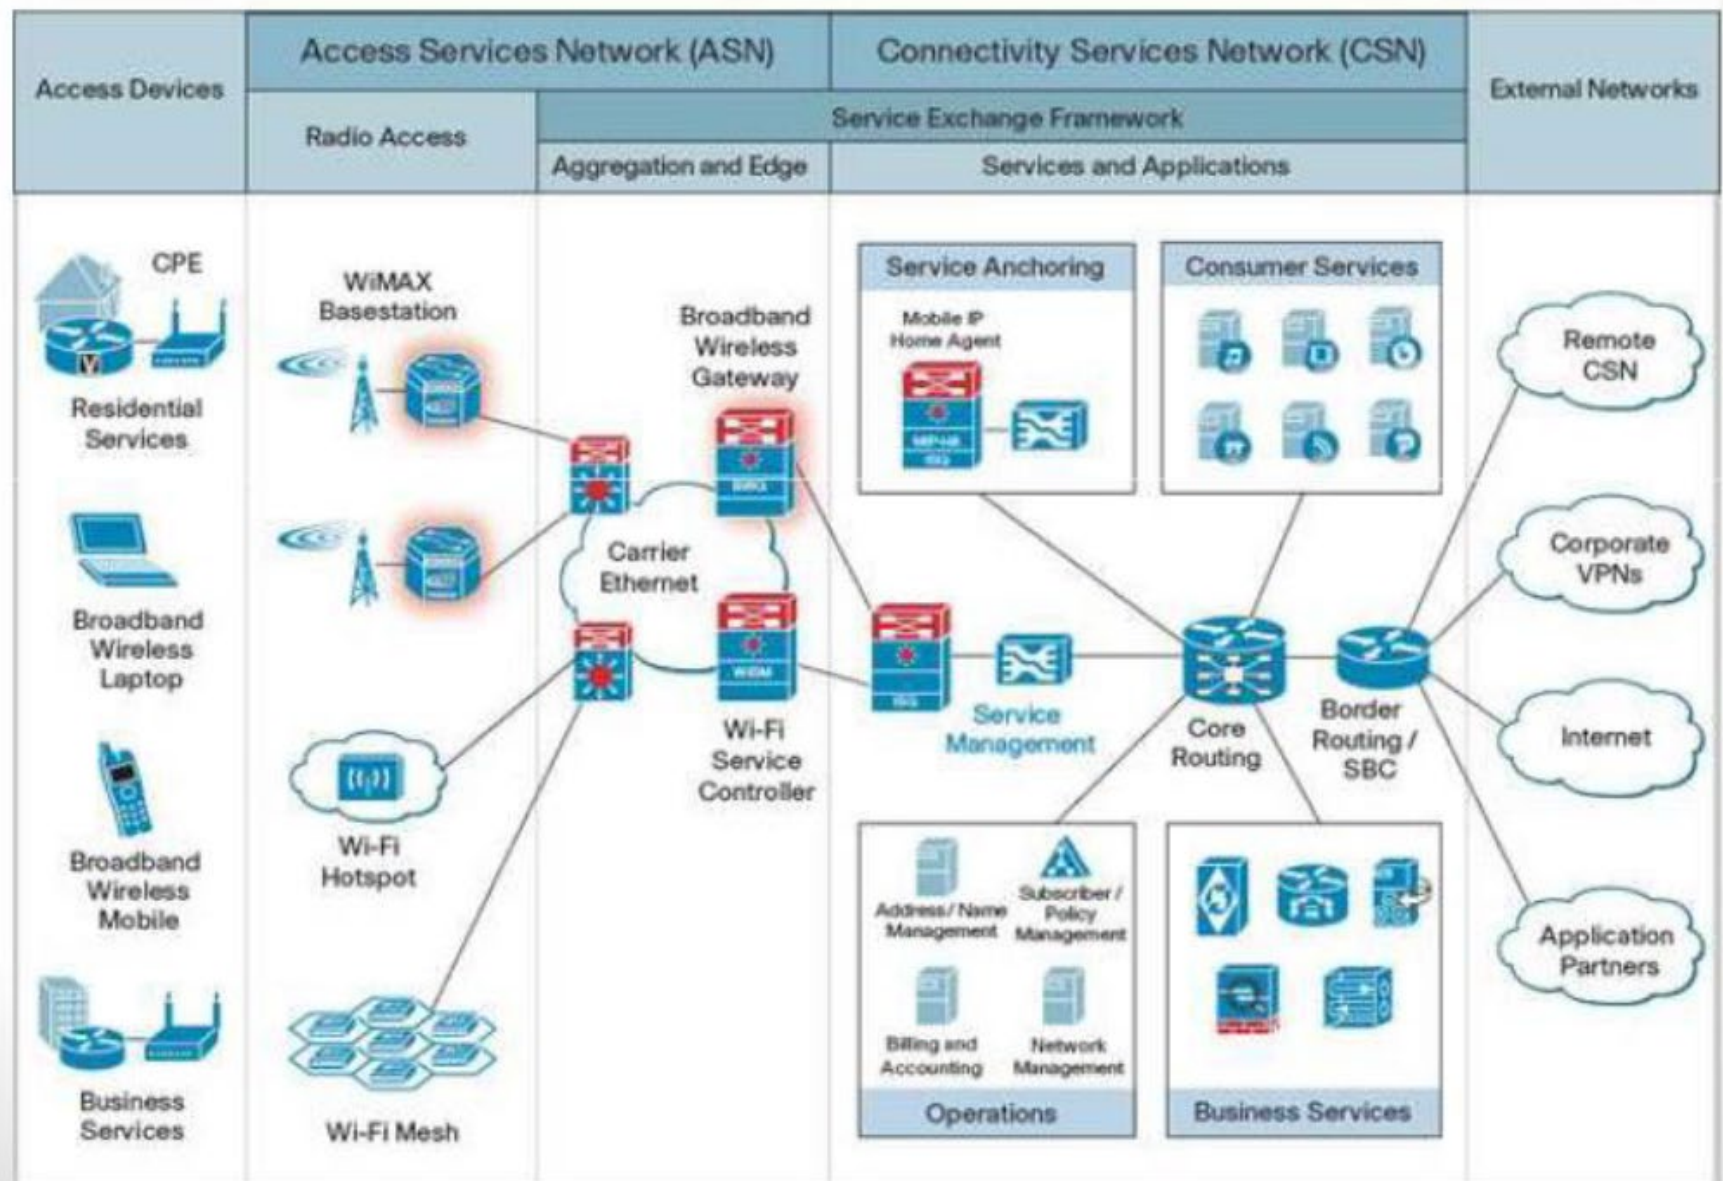 Access Devices
Access Services Network (ASN)
Connectivity Services Network (CSN)
External Networks
Radio Access
Service Exchange Framework
Aggregation and Edge
Services and Applications
CPE
Residential
Services
Broadband
Wireless
Laptop
Broadband
Wireless
Mobile
Business
Services
WiMAX
Basestation
Wi-Fi
Hotspot
Wi-Fi Mesh
Broadband
Wireless
Gateway
Carrier
Ethernet
Wi-Fi
Service
Controller
Service Anchoring
Mobile IP
Home Agent
Consumer Services
Service
Management
Core
Routing
Border
Routing /
SBC
Address / Name
Management
Subscriber /
Policy
Management
Billing and
Accounting
Network
Management
Operations
Business Services
Remote
CSN
Corporate
VPNs
Internet
Application
Partners
V